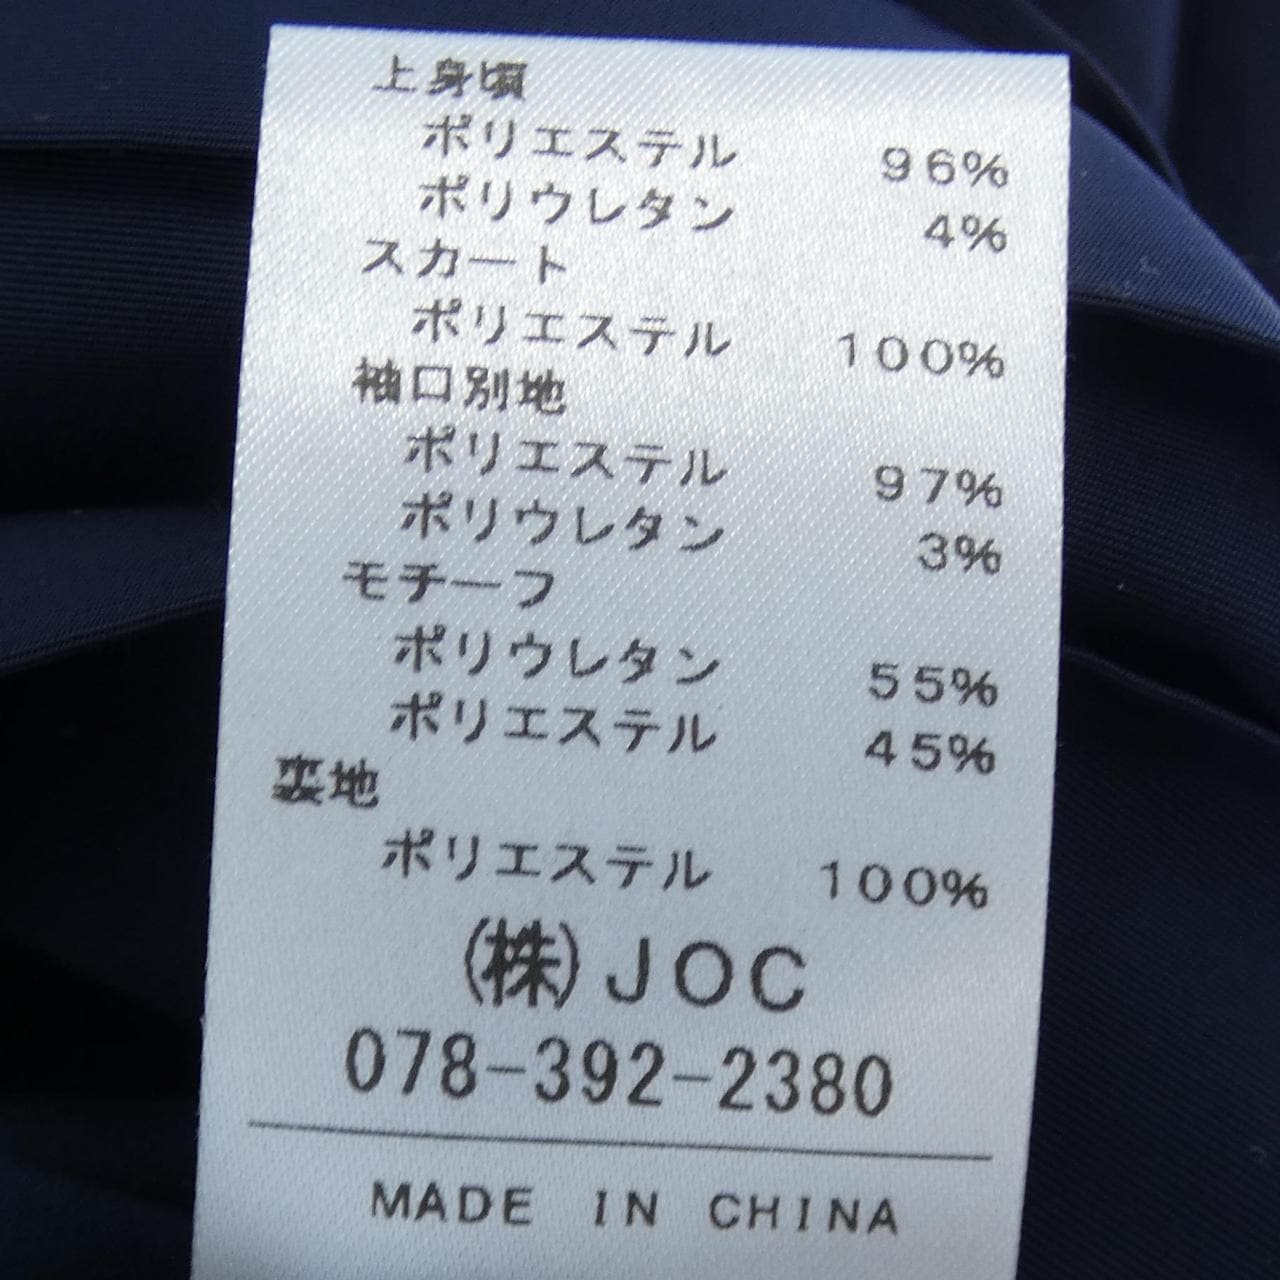 上身頃
ポリエステル 96%
ポリウレタン 4%
スカート
ポリエステル 100%
袖口別地
ポリエステル 97%
ポリウレタン 3%
モチーフ
ポリウレタン 55%
ポリエステル 45%
裏地
ポリエステル 100%
(株)JOC
078-392-2380
MADE IN CHINA